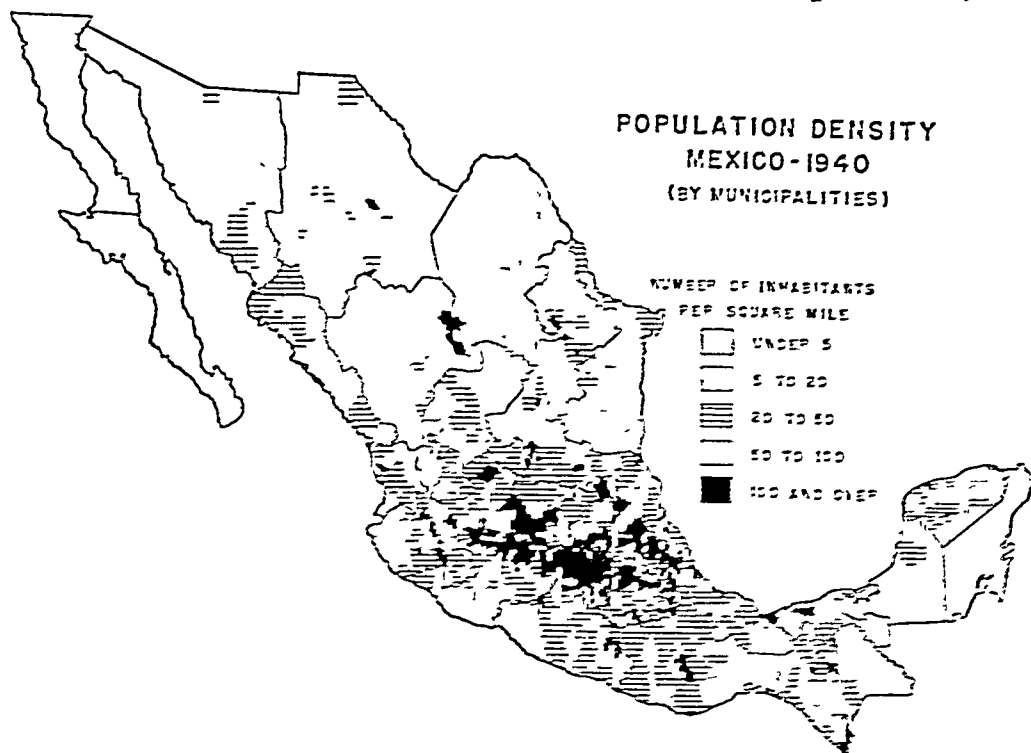 POPULATION DENSITY
MEXICO-1940
(BY MUNICIPALITIES)
NUMBER OF INHABITANTS
PER SQUARE MILE
UNDER 5
5 TO 20
20 TO 50
50 TO 100
100 AND OVER